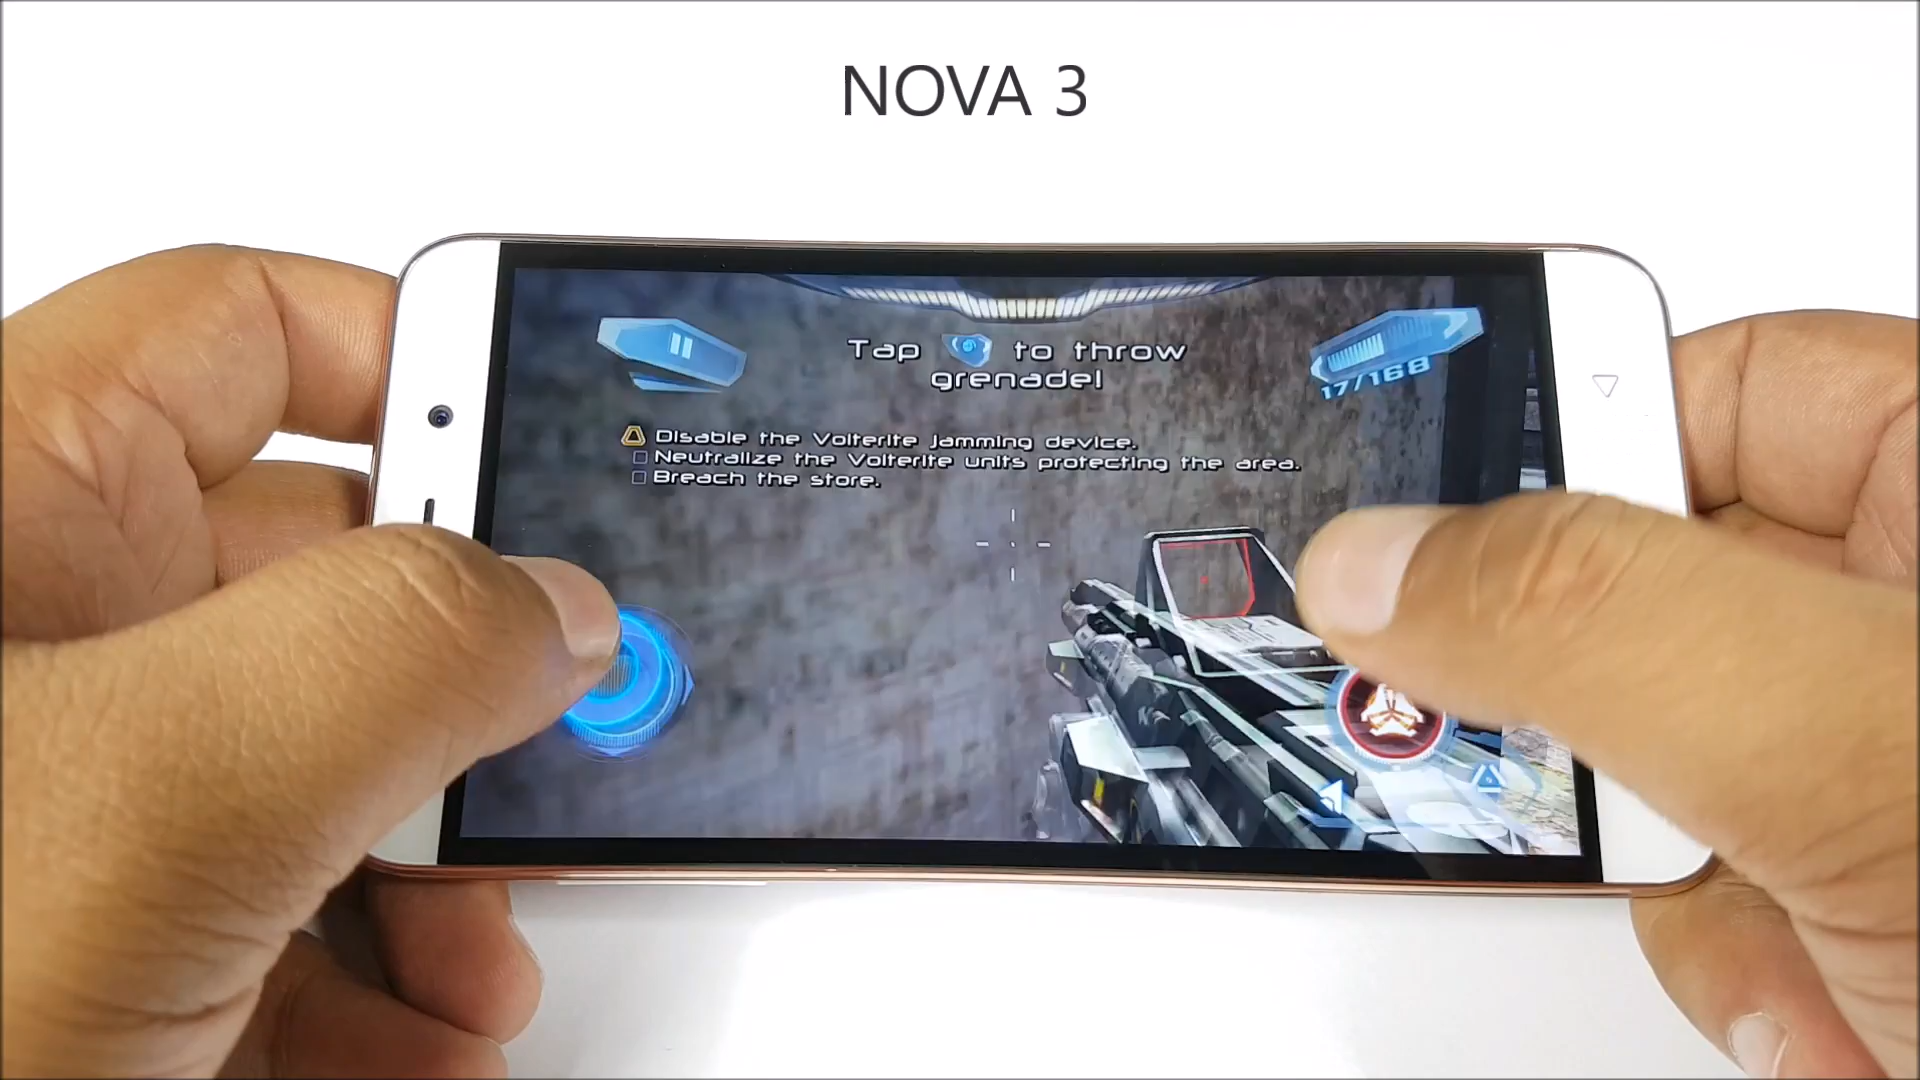 NOVA 3
Tap to throw
grenade!
17/168
Disable the Volterite jamming device.
Neutralize the Volterite units protecting the area.
Breach the store.